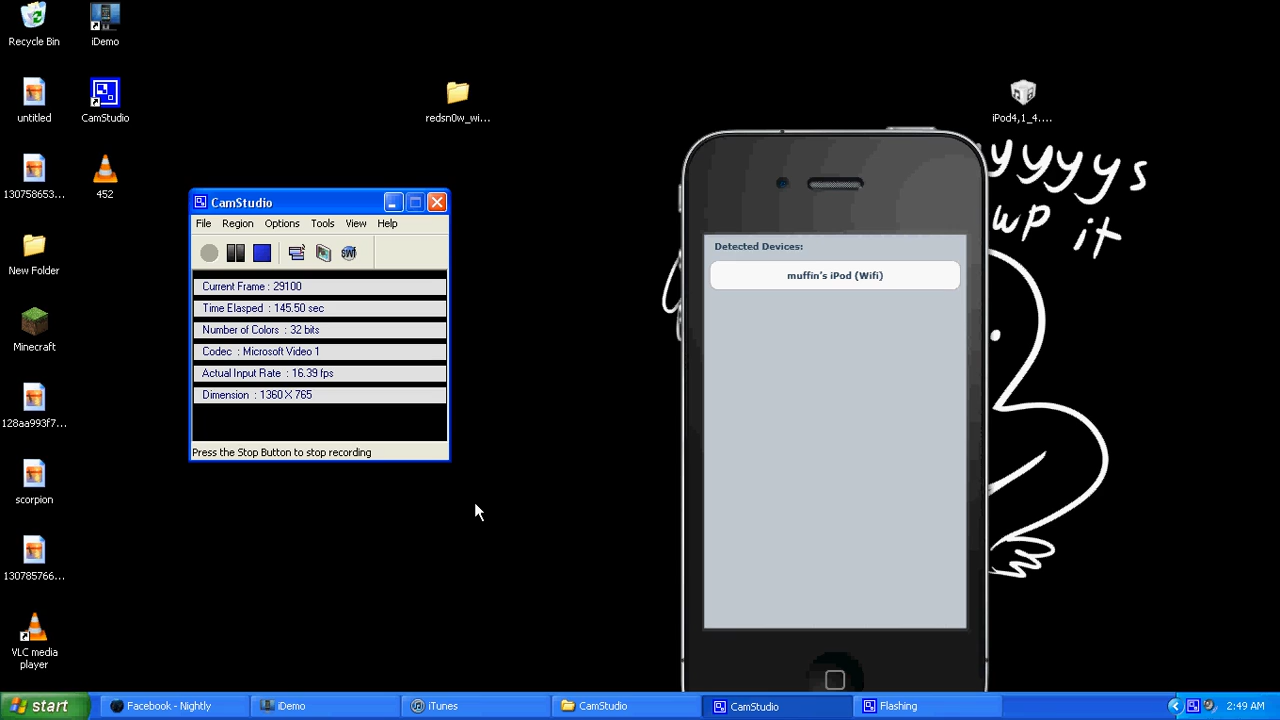 Recycle Bin
iDemo
untitled
CamStudio
redsn0w_wi...
iPod4,1_4....
130758653...
452
New Folder
Minecraft
128aa993f7...
scorpion
130785766...
VLC media
player
CamStudio
File Region Options Tools View Help
SWF
Current Frame : 29100
Time Elasped : 145.50 sec
Number of Colors : 32 bits
Codec : Microsoft Video 1
Actual Input Rate : 16.39 fps
Dimension : 1360 X 765
Press the Stop Button to stop recording
Detected Devices:
muffin's iPod (Wifi)
yyyys
wp it
start
Facebook - Nightly
iDemo
iTunes
CamStudio
CamStudio
Flashing
2:49 AM